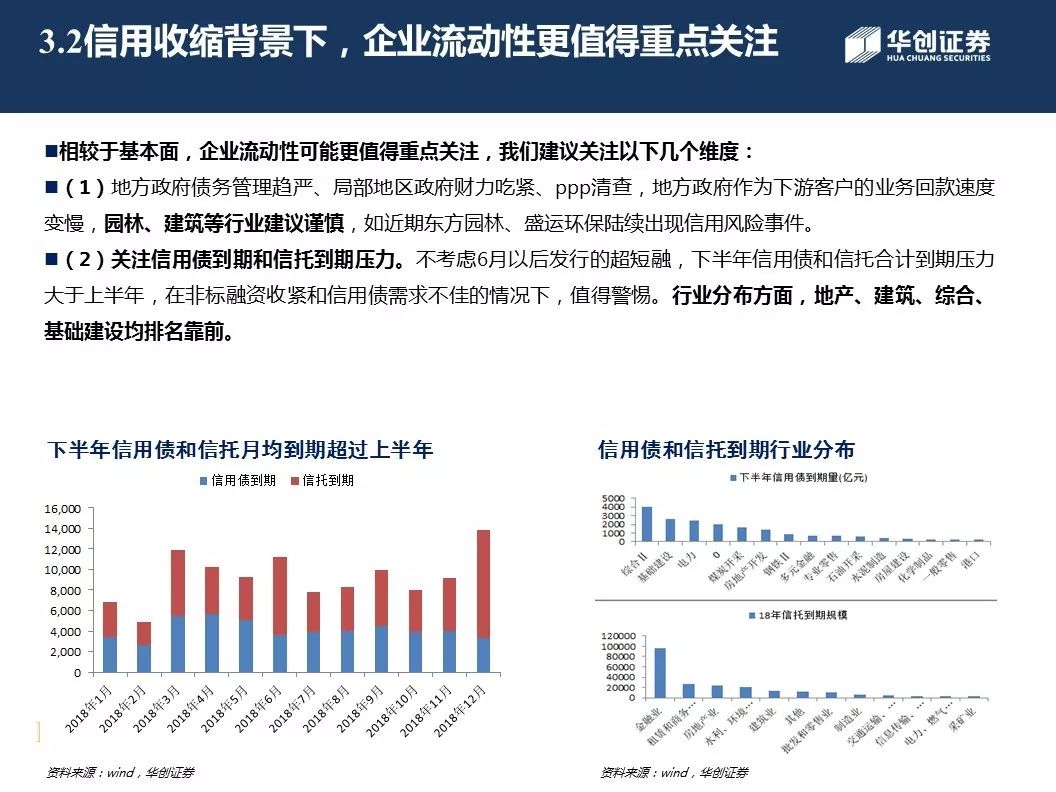 3.2信用收缩背景下，企业流动性更值得重点关注
华创证券
HUA CHUANG SECURITIES
■相较于基本面，企业流动性可能更值得重点关注，我们建议关注以下几个维度：
■（1）地方政府债务管理趋严、局部地区政府财力吃紧、ppp清查，地方政府作为下游客户的业务回款速度
变慢，园林、建筑等行业建议谨慎，如近期东方园林、盛运环保陆续出现信用风险事件。
■（2）关注信用债到期和信托到期压力。不考虑6月以后发行的超短融，下半年信用债和信托合计到期压力
大于上半年，在非标融资收紧和信用债需求不佳的情况下，值得警惕。行业分布方面，地产、建筑、综合、
基础建设均排名靠前。
下半年信用债和信托月均到期超过上半年
信用债到期 信托到期
16,000
14,000
12,000
10,000
8,000
6,000
4,000
2,000
0
2018年1月 2018年2月 2018年3月 2018年4月 2018年5月 2018年6月 2018年7月 2018年8月 2018年9月 2018年10月 2018年11月 2018年12月
资料来源：wind，华创证券
信用债和信托到期行业分布
下半年信用债到期量(亿元)
5000
4000
3000
2000
1000
0
综合II 基础建设 电力 0 煤炭开采 房地产开发 钢铁II 多元金融 专业零售 石油开采 水泥制造 房屋建设 化学制品 一般零售 港口
18年信托到期规模
120000
100000
80000
60000
40000
20000
0
金融业 租赁和商务… 房地产业 水利、环境… 建筑业 其他 批发和零售业 制造业 交通运输、… 信息传输、… 电力、燃气… 采矿业
资料来源：wind，华创证券